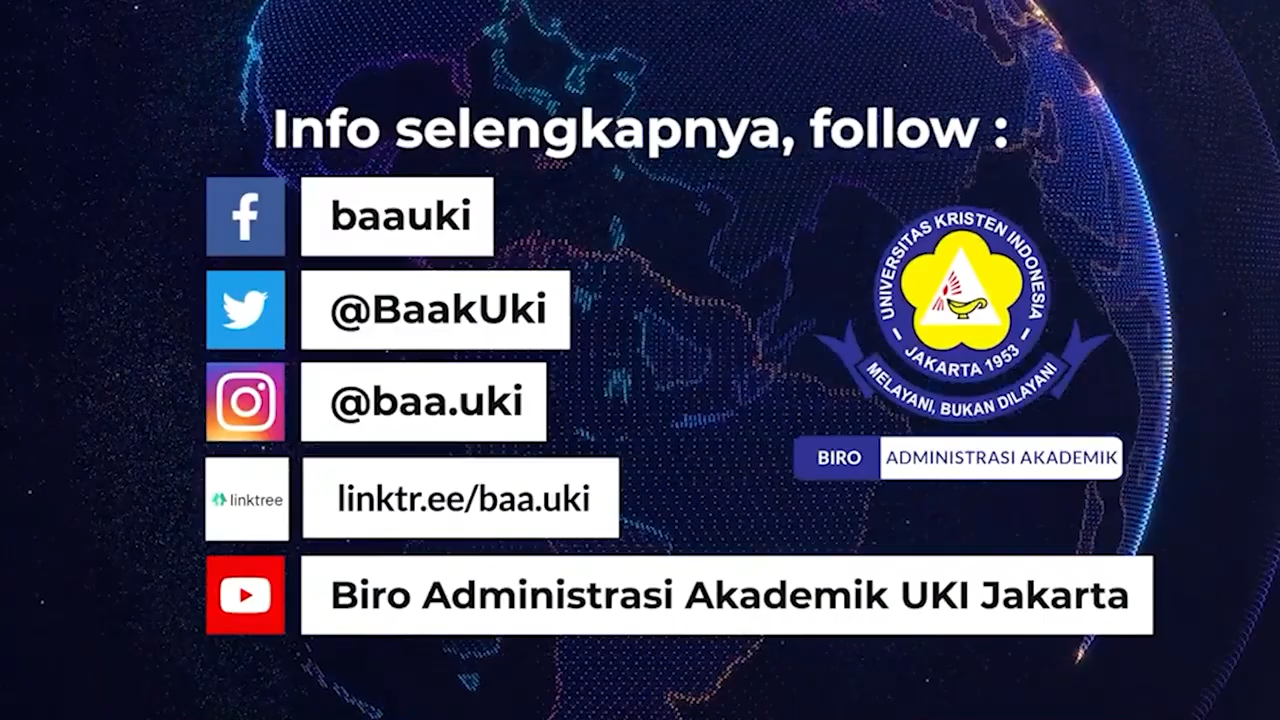 Info selengkapnya, follow :
baauki
@BaakUki
@baa.uki
linktree
linktr.ee/baa.uki
Biro Administrasi Akademik UKI Jakarta
UNIVERSITAS KRISTEN INDONESIA
JAKARTA 1953
MELAYANI, BUKAN DILAYANI
BIRO ADMINISTRASI AKADEMIK